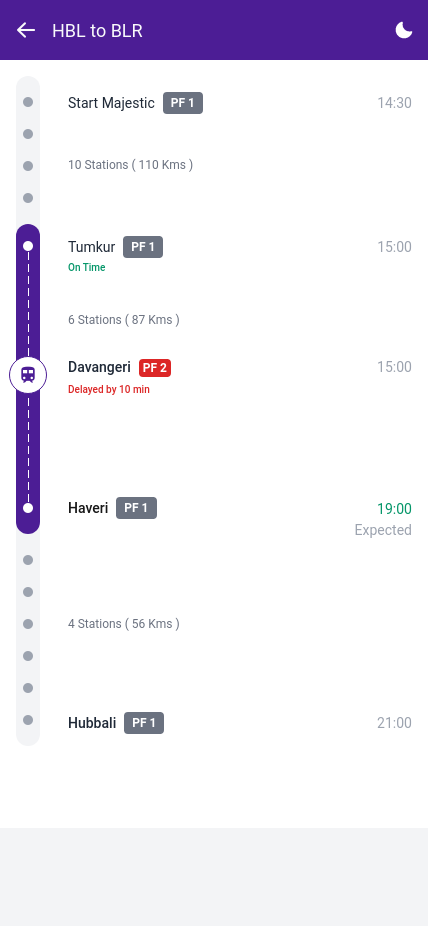 HBL to BLR
Start Majestic PF 1 14:30
10 Stations ( 110 Kms )
Tumkur PF 1 15:00
On Time
6 Stations ( 87 Kms )
Davangeri PF 2 15:00
Delayed by 10 min
Haveri PF 1 19:00
Expected
4 Stations ( 56 Kms )
Hubbali PF 1 21:00